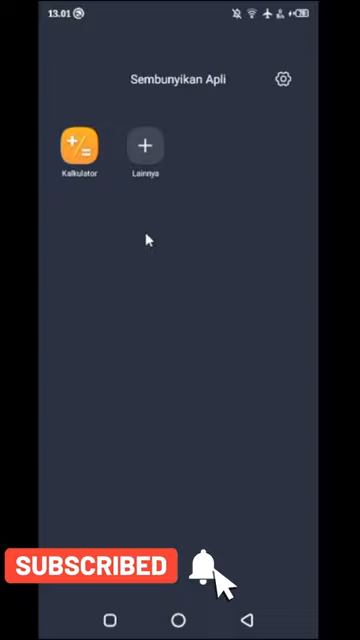 13.01
Sembunyikan Apli
Kalkulator
Lainnya
SUBSCRIBED